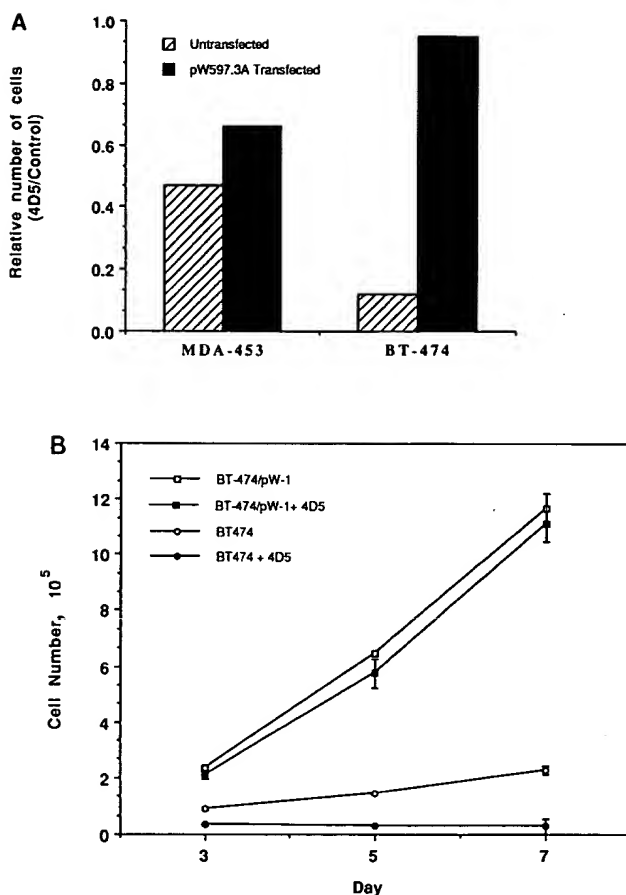 A
Relative number of cells
(4D5/Control)
1.0
0.8
0.6
0.4
0.2
0.0
Untransfected
pW597.3A Transfected
MDA-453
BT-474
B
Cell Number, 10^5
14
12
10
8
6
4
2
0
BT-474/pW-1
BT-474/pW-1+ 4D5
BT474
BT474 + 4D5
3
5
7
Day